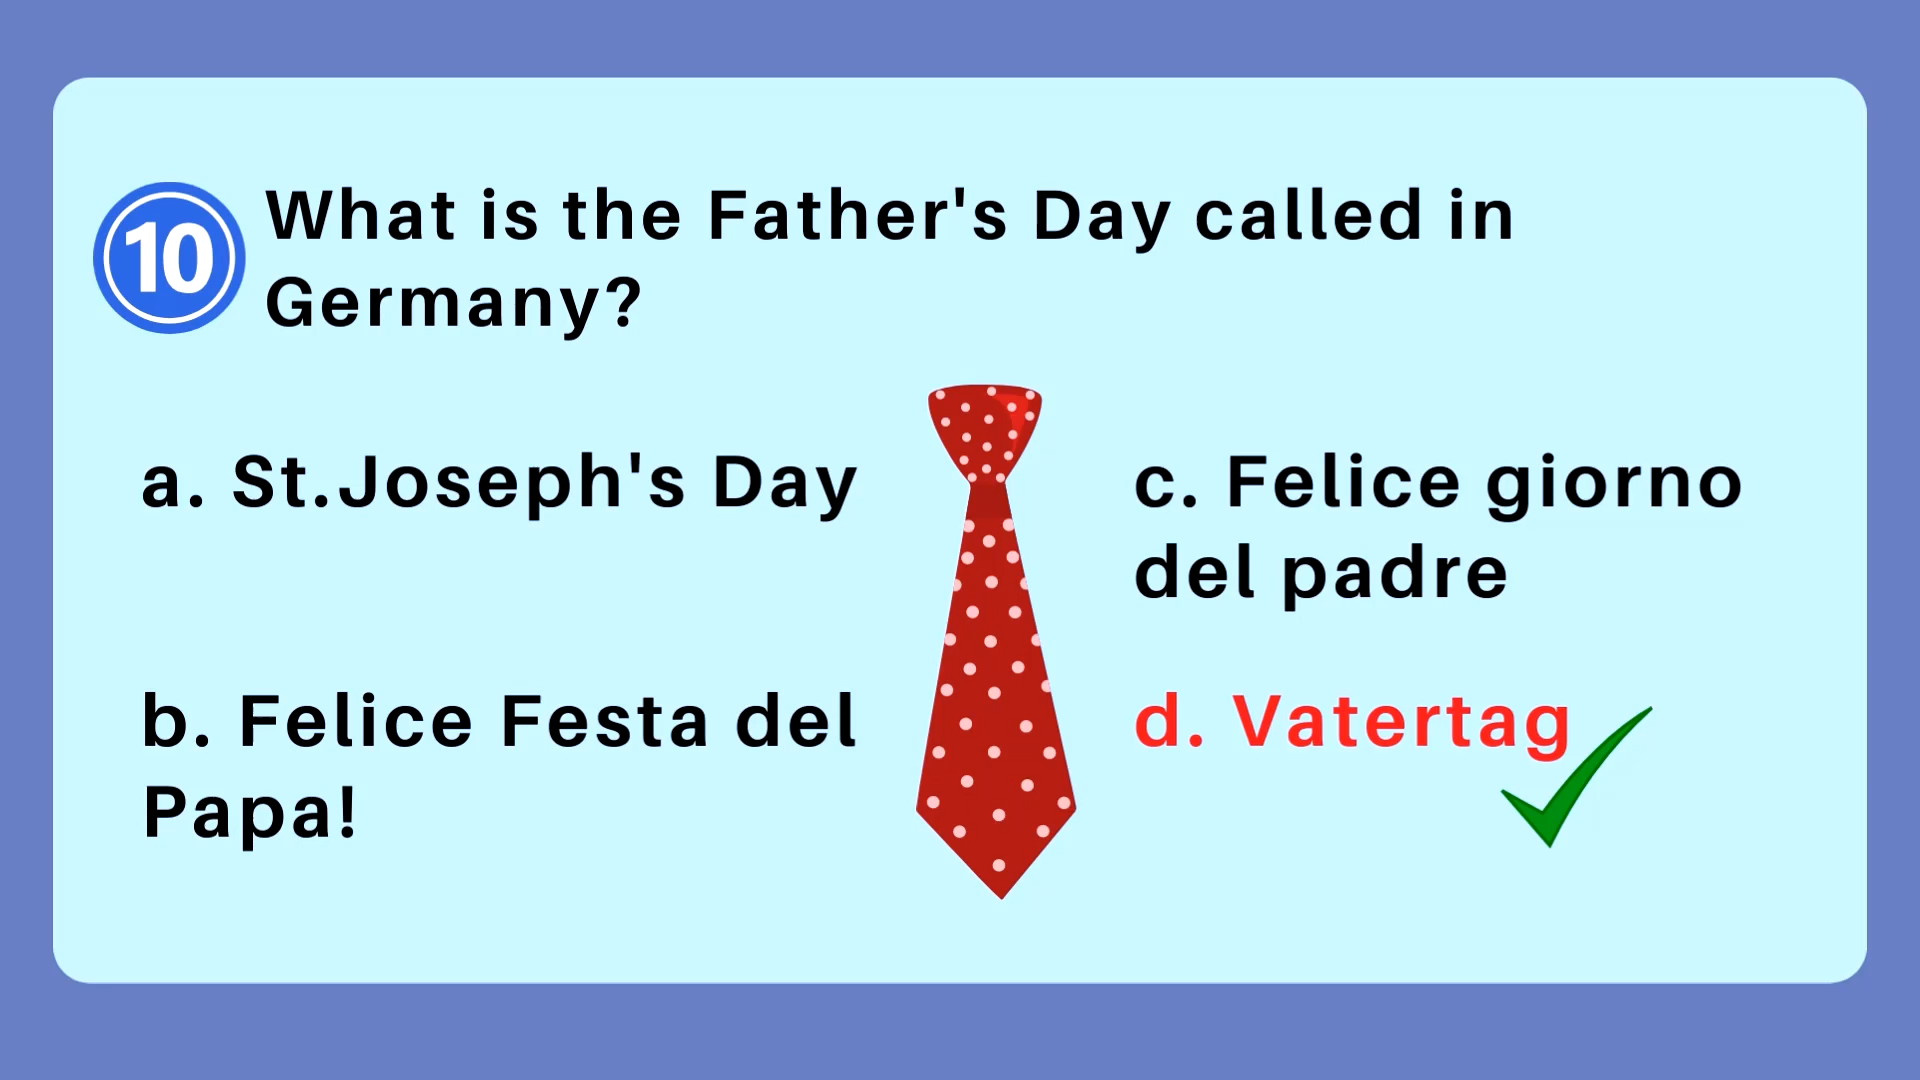 10
What is the Father's Day called in
Germany?
a. St.Joseph's Day
b. Felice Festa del
Papa!
c. Felice giorno
del padre
d. Vatertag